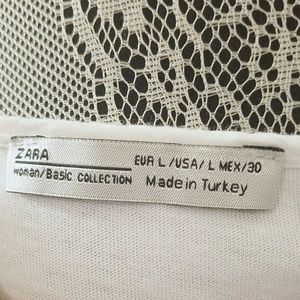 ZARA
woman/Basic COLLECTION
EUR L /USA/ L MEX/30
Made in Turkey